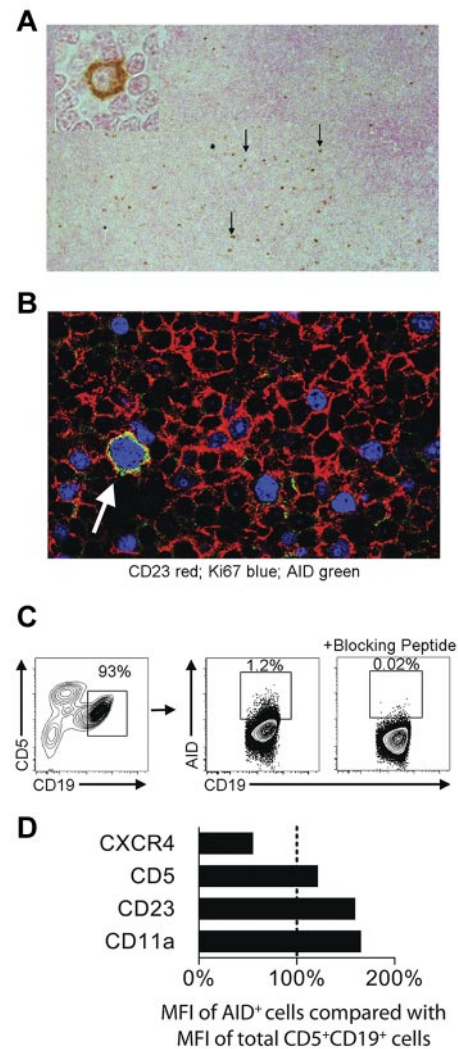 A
B
CD23 red; Ki67 blue; AID green
C
+Blocking Peptide
93%
1.2%
0.02%
CD5
AID
CD19
CD19
D
CXCR4
CD5
CD23
CD11a
0%
100%
200%
MFI of AID⁺ cells compared with
MFI of total CD5⁺CD19⁺ cells